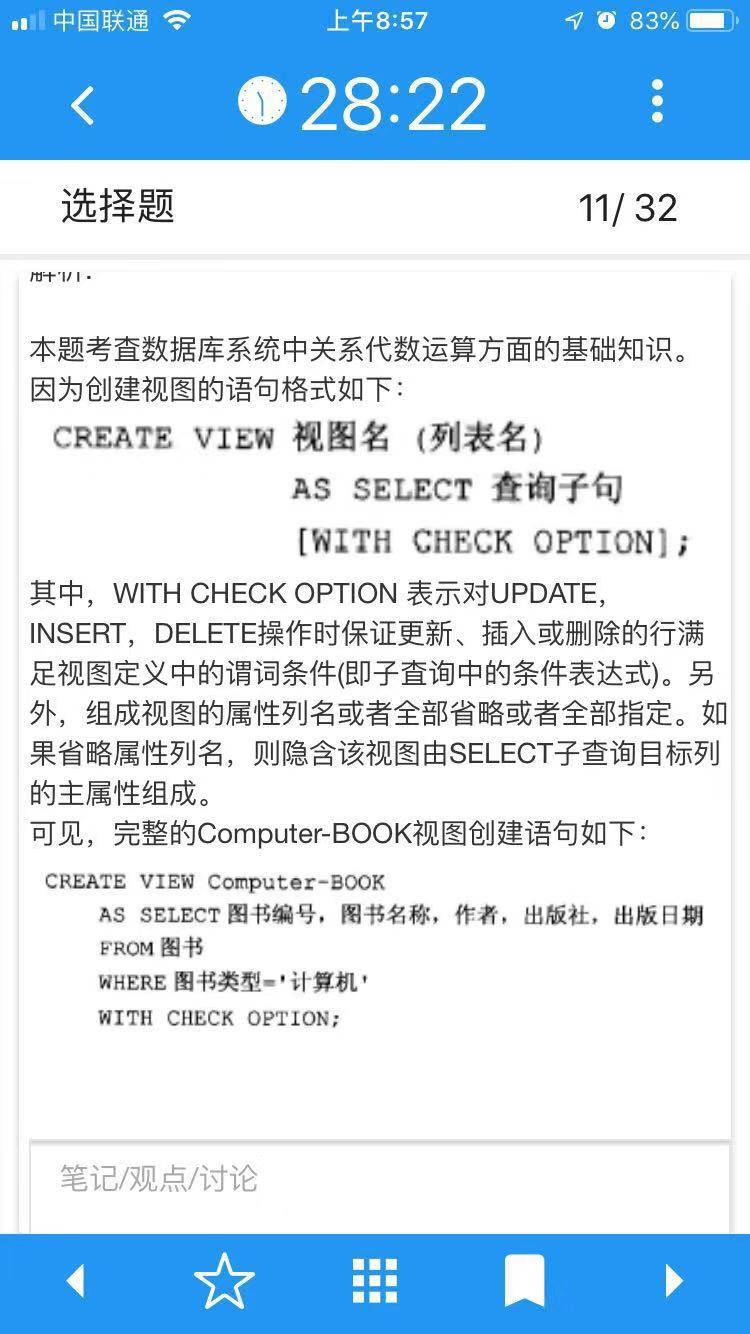 中国联通
上午8:57
83%
28:22
选择题
11/ 32
解析：
本题考查数据库系统中关系代数运算方面的基础知识。
因为创建视图的语句格式如下：
CREATE VIEW 视图名 (列表名)
AS SELECT 查询子句
[WITH CHECK OPTION];
其中，WITH CHECK OPTION 表示对UPDATE，
INSERT，DELETE操作时保证更新、插入或删除的行满
足视图定义中的谓词条件(即子查询中的条件表达式)。另
外，组成视图的属性列名或者全部省略或者全部指定。如
果省略属性列名，则隐含该视图由SELECT子查询目标列
的主属性组成。
可见，完整的Computer-BOOK视图创建语句如下：
CREATE VIEW Computer-BOOK
AS SELECT 图书编号，图书名称，作者，出版社，出版日期
FROM 图书
WHERE 图书类型='计算机'
WITH CHECK OPTION;
笔记/观点/讨论